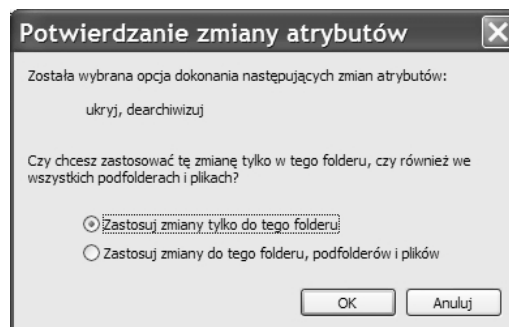 Potwierdzanie zmiany atrybutów
Została wybrana opcja dokonania następujących zmian atrybutów:
ukryj, dearchiwizuj
Czy chcesz zastosować tę zmianę tylko w tego folderu, czy również we
wszystkich podfolderach i plikach?
Zastosuj zmiany tylko do tego folderu
Zastosuj zmiany do tego folderu, podfolderów i plików
OK Anuluj